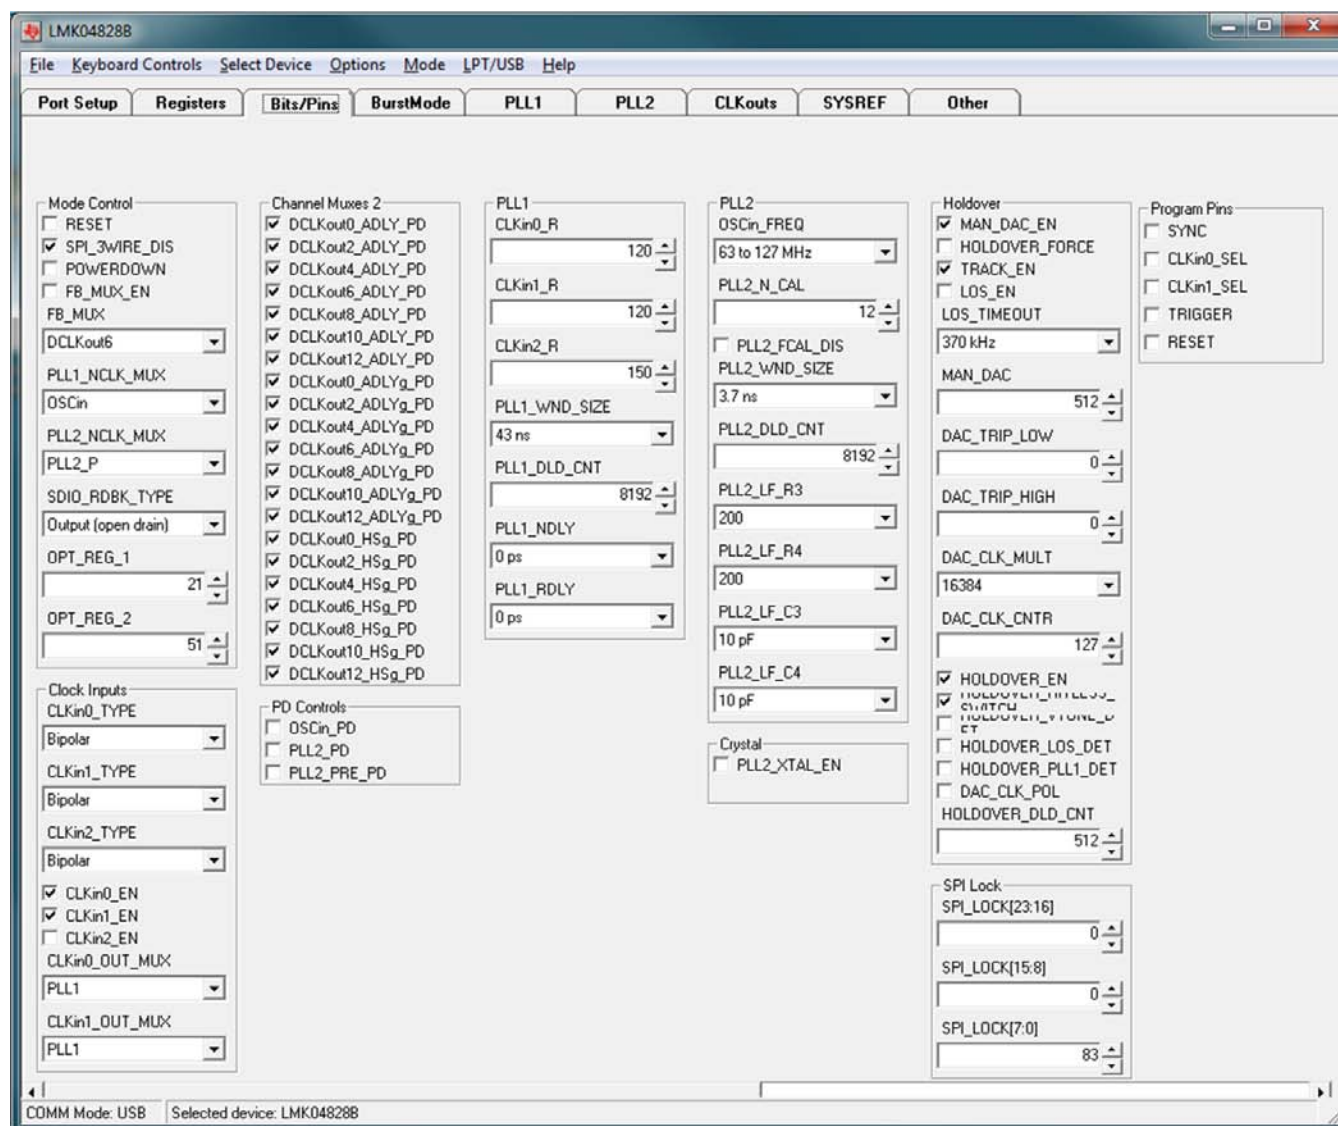 LMK04828B
File Keyboard Controls Select Device Options Mode LPT/USB Help
Port Setup Registers Bits/Pins BurstMode PLL1 PLL2 CLKouts SYSREF Other
Mode Control
RESET
SPI_3WIRE_DIS
POWERDOWN
FB_MUX_EN
FB_MUX
DCLKout6
PLL1_NCLK_MUX
OSCin
PLL2_NCLK_MUX
PLL2_P
SDIO_RDBK_TYPE
Output (open drain)
OPT_REG_1
21
OPT_REG_2
51
Clock Inputs
CLKin0_TYPE
Bipolar
CLKin1_TYPE
Bipolar
CLKin2_TYPE
Bipolar
CLKin0_EN
CLKin1_EN
CLKin2_EN
CLKin0_OUT_MUX
PLL1
CLKin1_OUT_MUX
PLL1
Channel Muxes 2
DCLKout0_ADLY_PD
DCLKout2_ADLY_PD
DCLKout4_ADLY_PD
DCLKout6_ADLY_PD
DCLKout8_ADLY_PD
DCLKout10_ADLY_PD
DCLKout12_ADLY_PD
DCLKout0_ADLYg_PD
DCLKout2_ADLYg_PD
DCLKout4_ADLYg_PD
DCLKout6_ADLYg_PD
DCLKout8_ADLYg_PD
DCLKout10_ADLYg_PD
DCLKout12_ADLYg_PD
DCLKout0_HSg_PD
DCLKout2_HSg_PD
DCLKout4_HSg_PD
DCLKout6_HSg_PD
DCLKout8_HSg_PD
DCLKout10_HSg_PD
DCLKout12_HSg_PD
PD Controls
OSCin_PD
PLL2_PD
PLL2_PRE_PD
PLL1
CLKin0_R
120
CLKin1_R
120
CLKin2_R
150
PLL1_WND_SIZE
43 ns
PLL1_DLD_CNT
8192
PLL1_NDLY
0 ps
PLL1_RDLY
0 ps
PLL2
OSCin_FREQ
63 to 127 MHz
PLL2_N_CAL
12
PLL2_FCAL_DIS
PLL2_WND_SIZE
3.7 ns
PLL2_DLD_CNT
8192
PLL2_LF_R3
200
PLL2_LF_R4
200
PLL2_LF_C3
10 pF
PLL2_LF_C4
10 pF
Crystal
PLL2_XTAL_EN
Holdover
MAN_DAC_EN
HOLDOVER_FORCE
TRACK_EN
LOS_EN
LOS_TIMEOUT
370 kHz
MAN_DAC
512
DAC_TRIP_LOW
0
DAC_TRIP_HIGH
0
DAC_CLK_MULT
16384
DAC_CLK_CNTR
127
HOLDOVER_EN
HOLDOVER_LOS_DET
HOLDOVER_PLL1_DET
DAC_CLK_POL
HOLDOVER_DLD_CNT
512
SPI Lock
SPI_LOCK[23:16]
0
SPI_LOCK[15:8]
0
SPI_LOCK[7:0]
83
Program Pins
SYNC
CLKin0_SEL
CLKin1_SEL
TRIGGER
RESET
COMM Mode: USB Selected device: LMK04828B